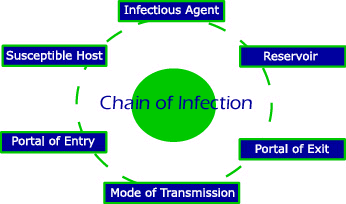 Infectious Agent
Susceptible Host
Reservoir
Chain of Infection
Portal of Entry
Portal of Exit
Mode of Transmission